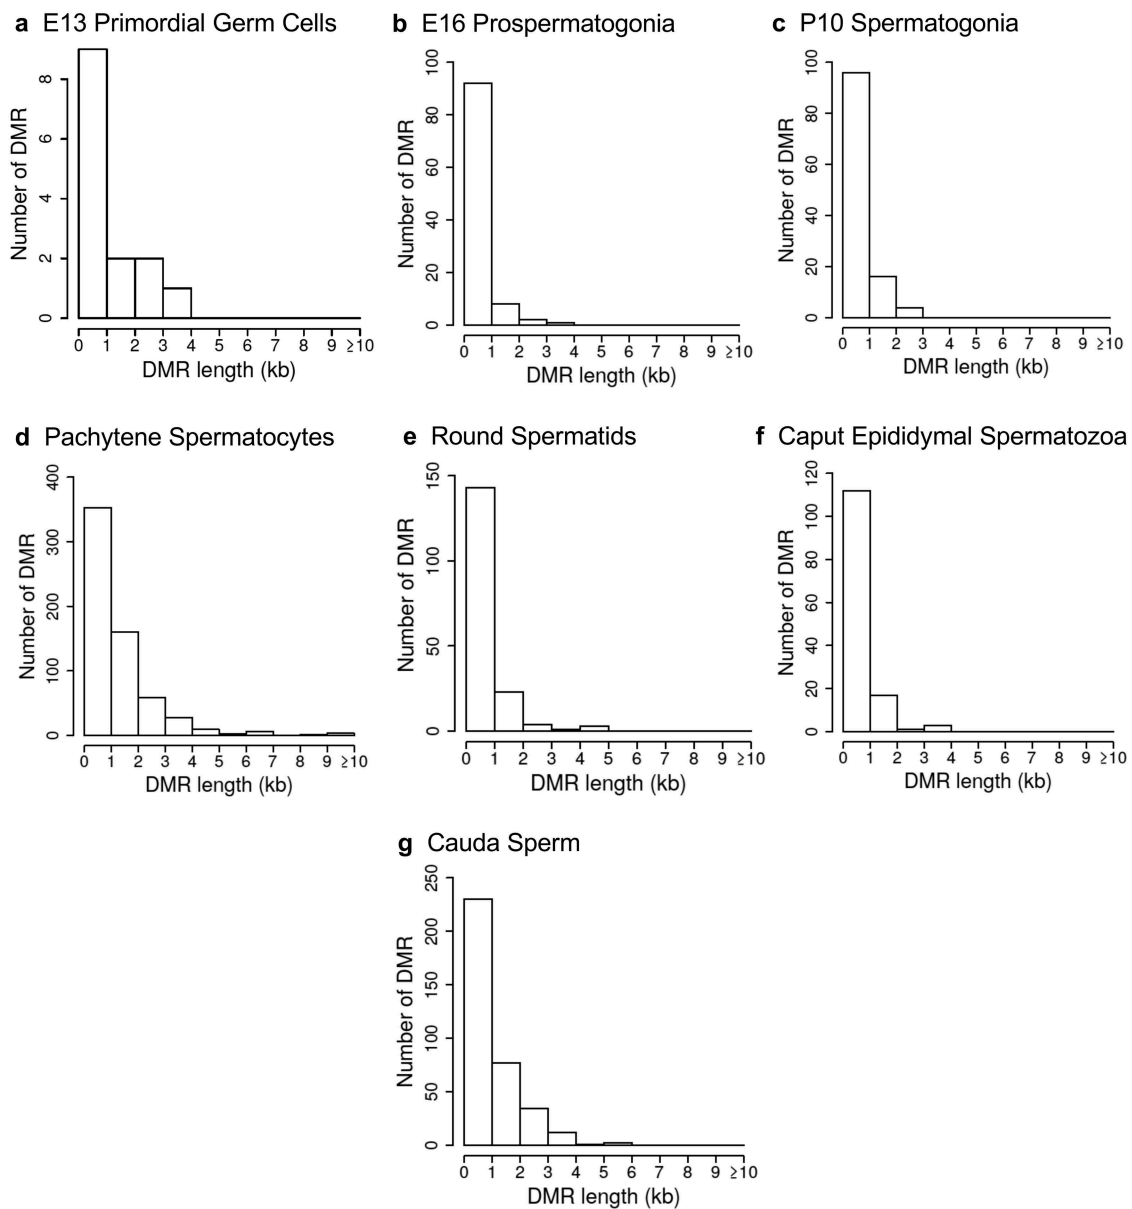 a E13 Primordial Germ Cells
Number of DMR
8
6
4
2
0
0 1 2 3 4 5 6 7 8 9 ≥10
DMR length (kb)
b E16 Prospermatogonia
Number of DMR
100
80
60
40
20
0
0 1 2 3 4 5 6 7 8 9 ≥10
DMR length (kb)
c P10 Spermatogonia
Number of DMR
100
80
60
40
20
0
0 1 2 3 4 5 6 7 8 9 ≥10
DMR length (kb)
d Pachytene Spermatocytes
Number of DMR
400
300
200
100
0
0 1 2 3 4 5 6 7 8 9 ≥10
DMR length (kb)
e Round Spermatids
Number of DMR
150
100
50
0
0 1 2 3 4 5 6 7 8 9 ≥10
DMR length (kb)
f Caput Epididymal Spermatozoa
Number of DMR
120
100
80
60
40
20
0
0 1 2 3 4 5 6 7 8 9 ≥10
DMR length (kb)
g Cauda Sperm
Number of DMR
250
200
150
100
50
0
0 1 2 3 4 5 6 7 8 9 ≥10
DMR length (kb)